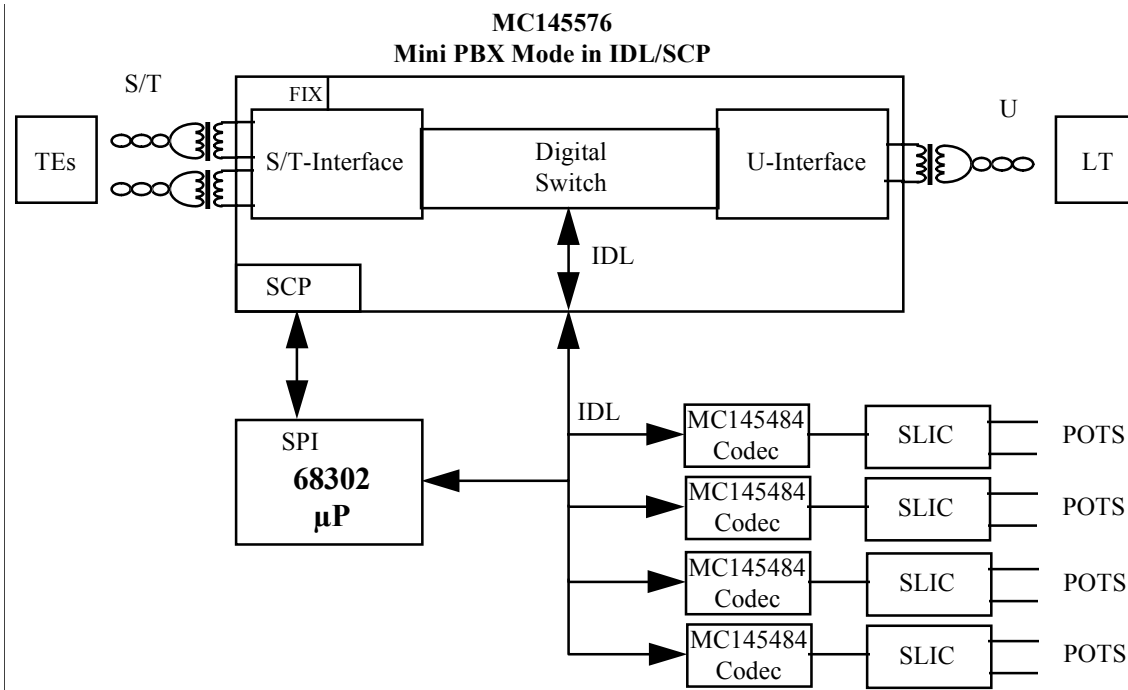 MC145576
Mini PBX Mode in IDL/SCP
S/T
FIX
U
TEs
S/T-Interface
Digital
Switch
U-Interface
LT
IDL
SCP
IDL
SPI
68302
µP
MC145484
Codec
SLIC
POTS
MC145484
Codec
SLIC
POTS
MC145484
Codec
SLIC
POTS
MC145484
Codec
SLIC
POTS